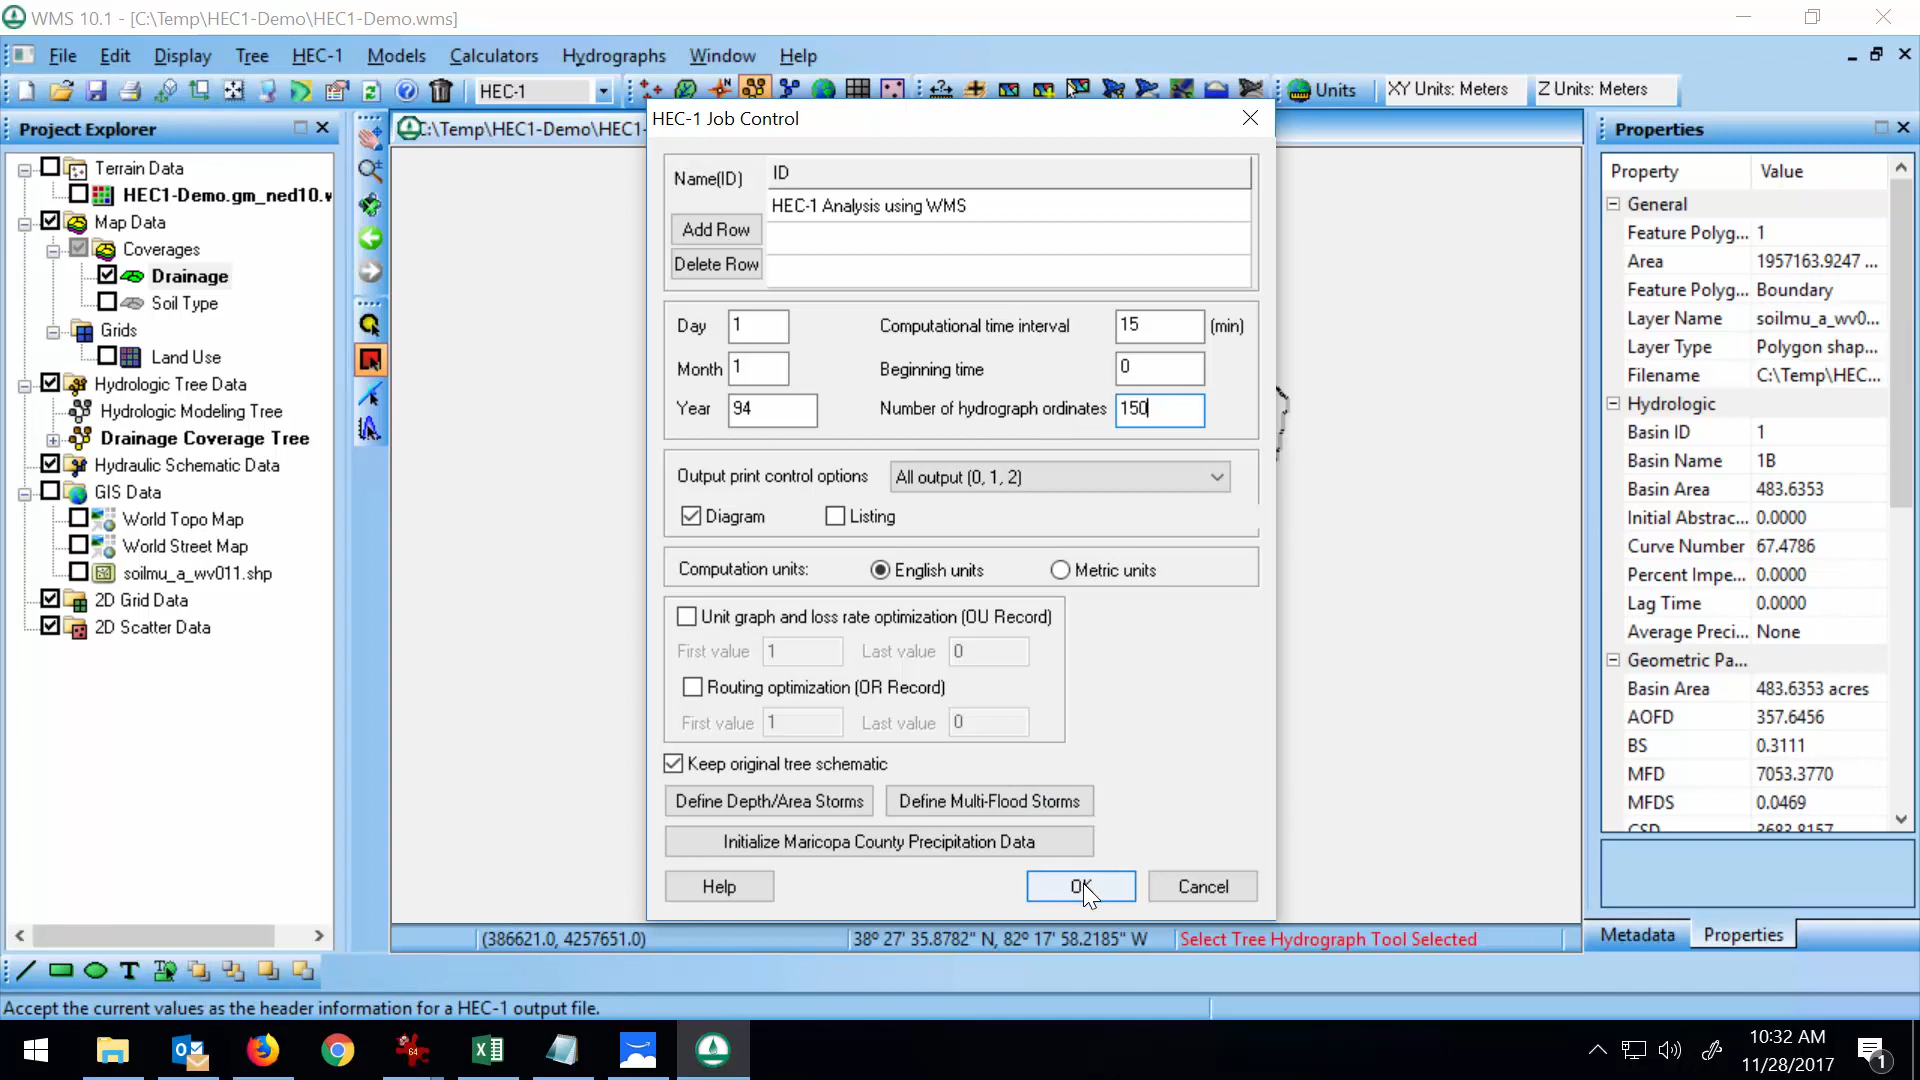 WMS 10.1 - [C:\Temp\HEC1-Demo\HEC1-Demo.wms]
File Edit Display Tree HEC-1 Models Calculators Hydrographs Window Help
HEC-1 Units XY Units: Meters Z Units: Meters
Project Explorer
Terrain Data
HEC1-Demo.gm_ned10.
Map Data
Coverages
Drainage
Soil Type
Grids
Land Use
Hydrologic Tree Data
Hydrologic Modeling Tree
Drainage Coverage Tree
Hydraulic Schematic Data
GIS Data
World Topo Map
World Street Map
soilmu_a_wv011.shp
2D Grid Data
2D Scatter Data
C:\Temp\HEC1-Demo\HEC1-
HEC-1 Job Control
Name(ID) ID
HEC-1 Analysis using WMS
Add Row
Delete Row
Day 1 Computational time interval 15 (min)
Month 1 Beginning time 0
Year 94 Number of hydrograph ordinates 150
Output print control options All output (0, 1, 2)
Diagram Listing
Computation units: English units Metric units
Unit graph and loss rate optimization (OU Record)
First value 1 Last value 0
Routing optimization (OR Record)
First value 1 Last value 0
Keep original tree schematic
Define Depth/Area Storms Define Multi-Flood Storms
Initialize Maricopa County Precipitation Data
Help OK Cancel
Properties
Property Value
General
Feature Polyg... 1
Area 1957163.9247 ...
Feature Polyg... Boundary
Layer Name soilmu_a_wv0...
Layer Type Polygon shap...
Filename C:\Temp\HEC...
Hydrologic
Basin ID 1
Basin Name 1B
Basin Area 483.6353
Initial Abstrac... 0.0000
Curve Number 67.4786
Percent Impe... 0.0000
Lag Time 0.0000
Average Preci... None
Geometric Pa...
Basin Area 483.6353 acres
AOFD 357.6456
BS 0.3111
MFD 7053.3770
MFDS 0.0469
CSD 3683.8157
Metadata Properties
(386621.0, 4257651.0) 38º 27' 35.8782" N, 82º 17' 58.2185" W Select Tree Hydrograph Tool Selected
T
Accept the current values as the header information for a HEC-1 output file.
64
10:32 AM
11/28/2017
1